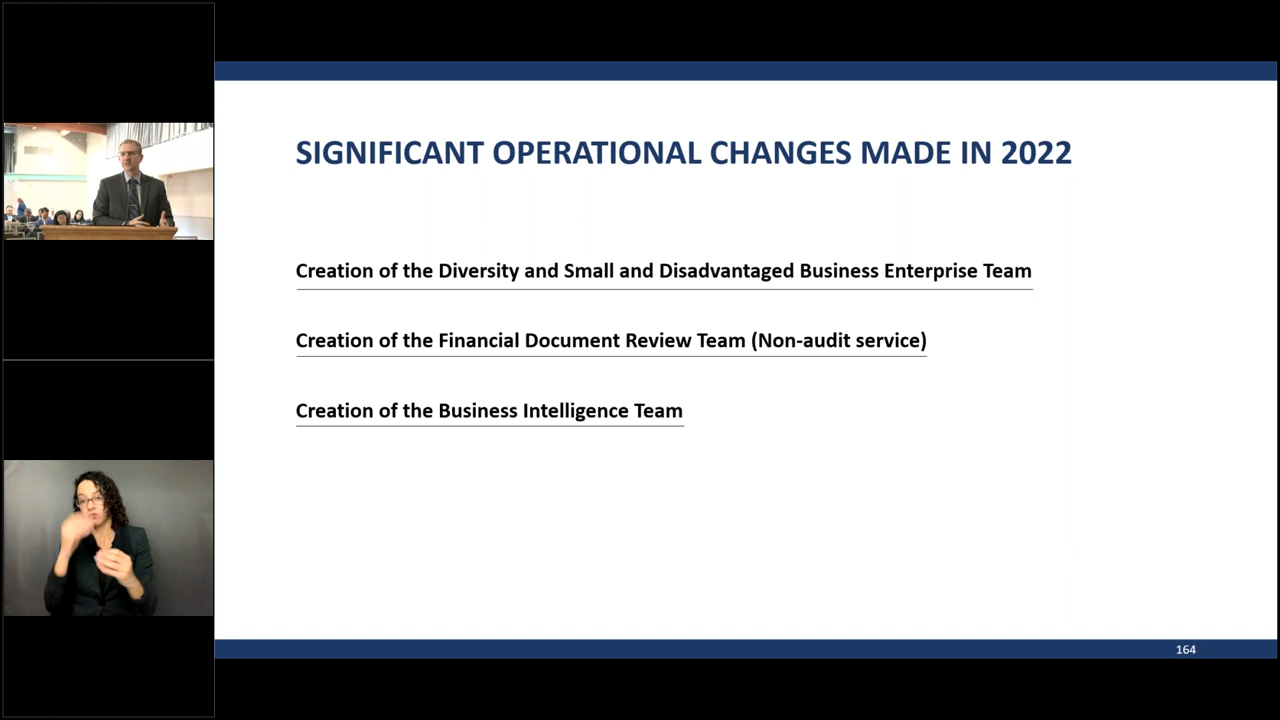 SIGNIFICANT OPERATIONAL CHANGES MADE IN 2022
Creation of the Diversity and Small and Disadvantaged Business Enterprise Team
Creation of the Financial Document Review Team (Non-audit service)
Creation of the Business Intelligence Team
164